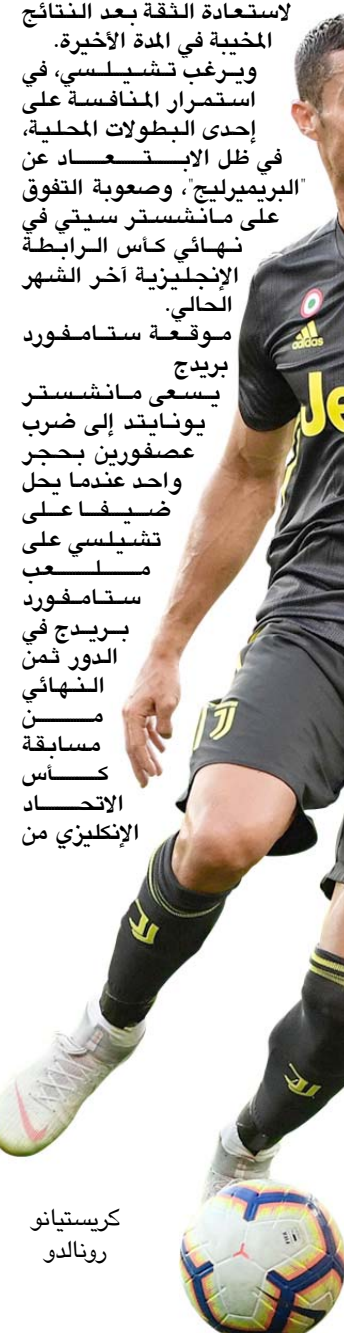 لاستعادة الثقة بعد النتائج
المخيبة في المدة الأخيرة.
ويرغب تشيلسي، في
استمرار المنافسة على
إحدى البطولات المحلية،
في ظل الابتعاد عن
"البريميرليج"، وصعوبة التفوق
على مانشستر سيتي في
نهائي كأس الرابطة
الإنجليزية آخر الشهر
الحالي.
موقعة ستامفورد
بريدج
يسعى مانشستر
يونايتد إلى ضرب
عصفورين بحجر
واحد عندما يحل
ضيفا على
تشيلسي على
ملعب
ستامفورد
بريدج في
الدور ثمن
النهائي
من
مسابقة
كأس
الاتحاد
الإنكليزي من
adidas
Je
كريستيانو
رونالدو